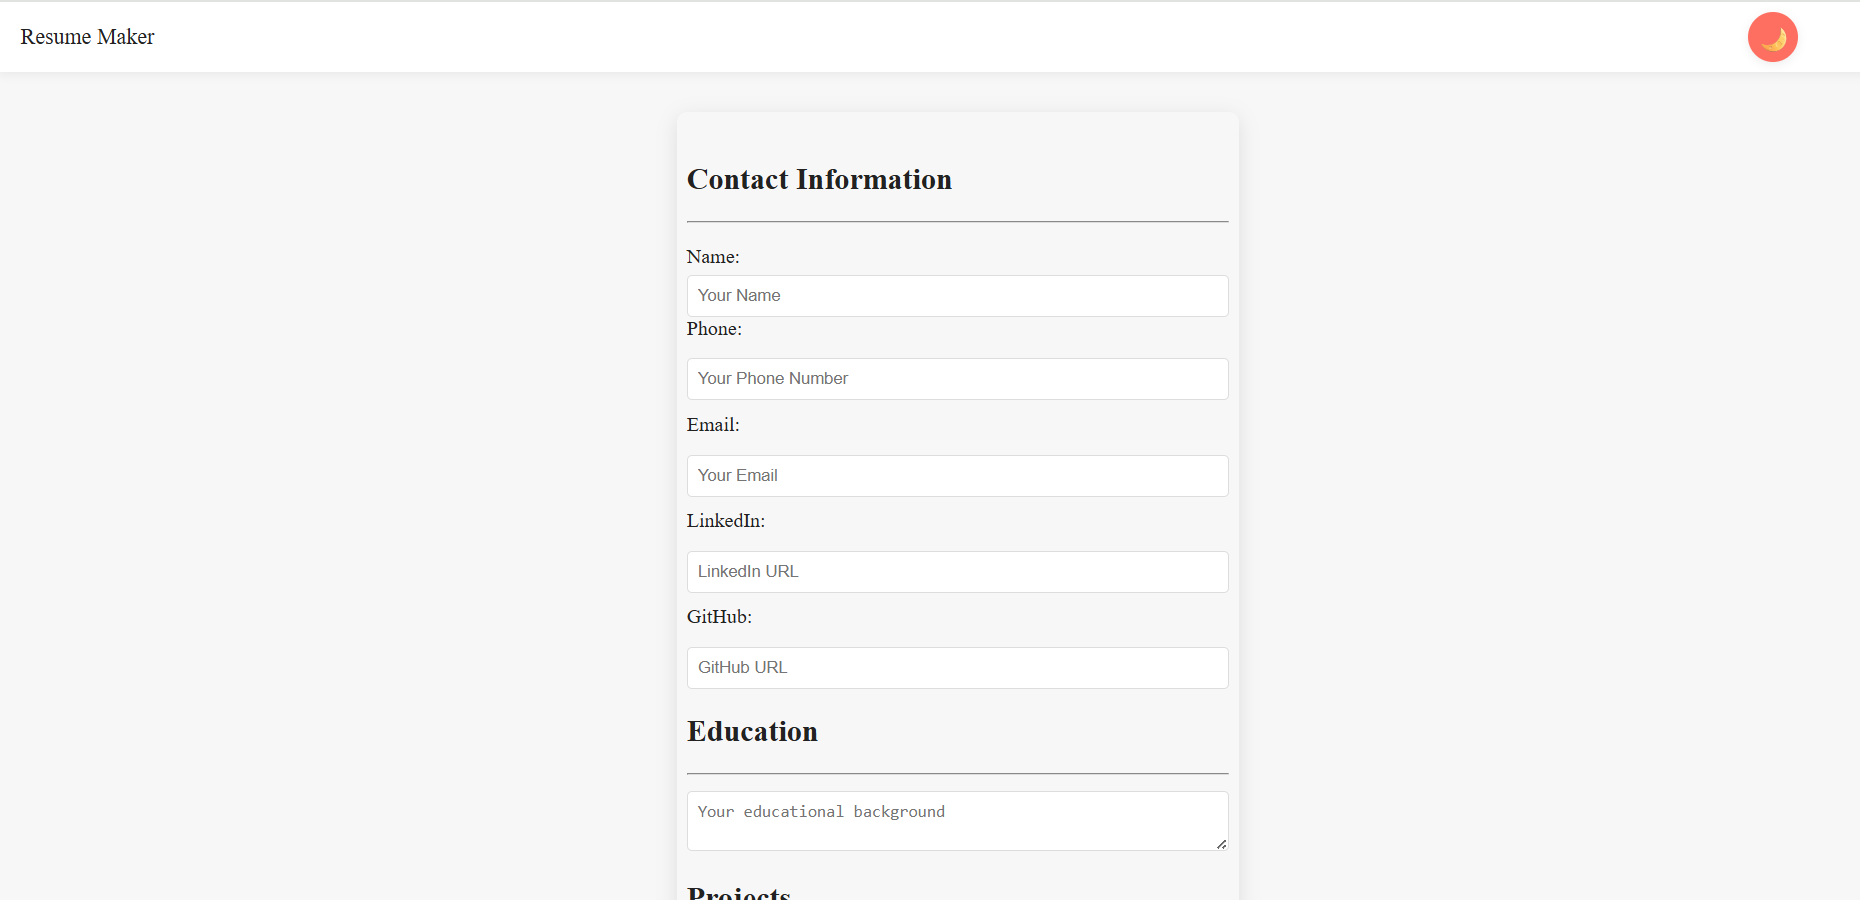 Resume Maker
Contact Information
Name:
Your Name
Phone:
Your Phone Number
Email:
Your Email
LinkedIn:
LinkedIn URL
GitHub:
GitHub URL
Education
Your educational background
Projects